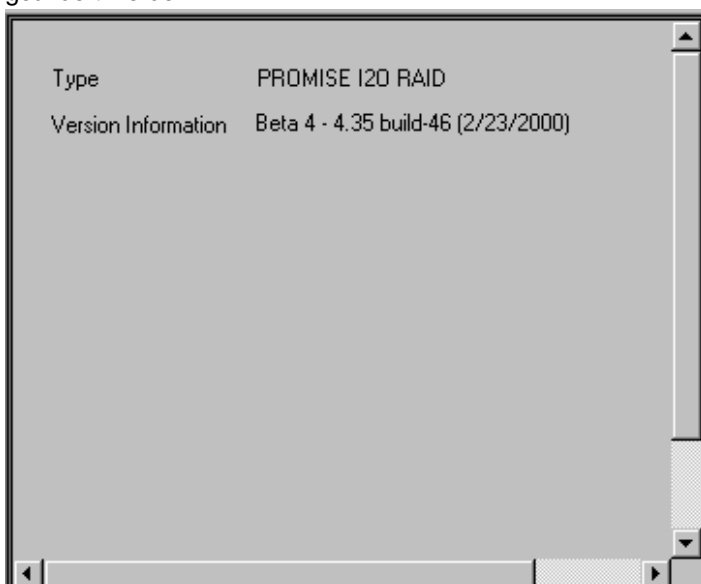 Type PROMISE I2O RAID
Version Information Beta 4 - 4.35 build-46 (2/23/2000)